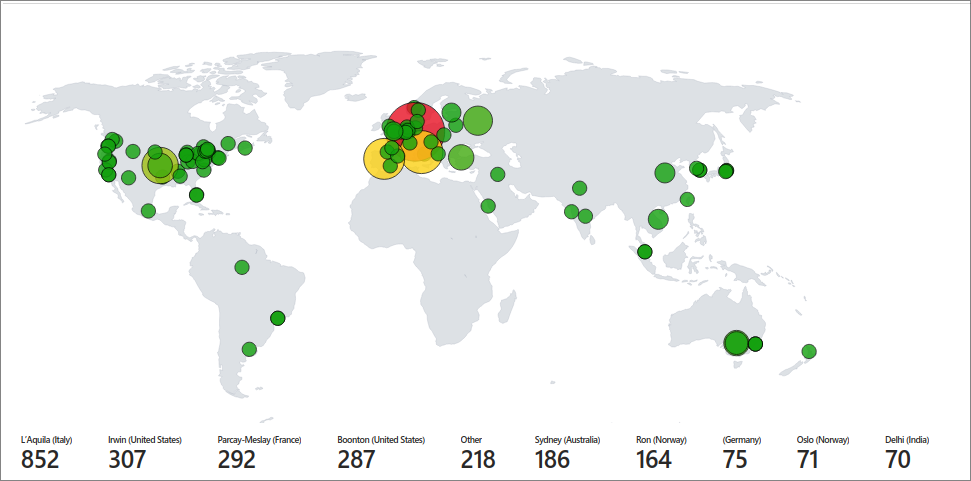 L'Aquila (Italy) Irwin (United States) Parcay-Meslay (France) Boonton (United States) Other Sydney (Australia) Ron (Norway) (Germany) Oslo (Norway) Delhi (India)
852 307 292 287 218 186 164 75 71 70